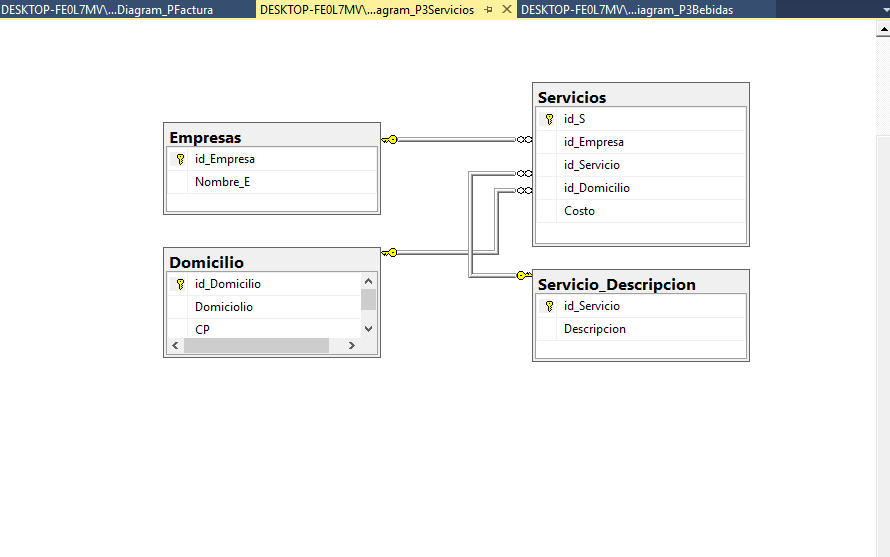 DESKTOP-FE0L7MV\...Diagram_PFactura
DESKTOP-FE0L7MV\...agram_P3Servicios
DESKTOP-FE0L7MV\...iagram_P3Bebidas
Empresas
id_Empresa
Nombre_E
Servicios
id_S
id_Empresa
id_Servicio
id_Domicilio
Costo
Domicilio
id_Domicilio
Domiciolio
CP
Servicio_Descripcion
id_Servicio
Descripcion